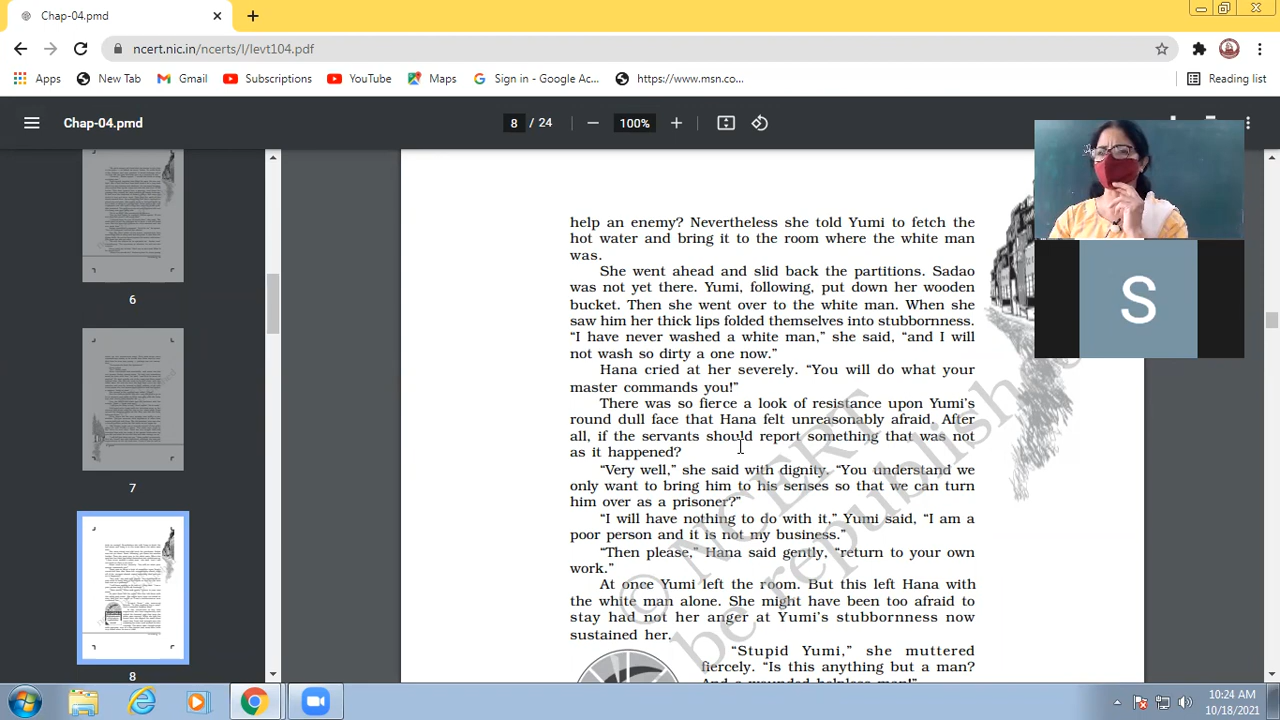 Chap-04.pmd
ncert.nic.in/ncerts/l/levt104.pdf
Apps New Tab Gmail Subscriptions YouTube Maps Sign in - Google Ac... https://www.msn.co... Reading list
Chap-04.pmd 8 / 24 100%
6
7
8
help an enemy? Nevertheless she told Yumi to fetch the
hot water and bring it to the room where the white man
was.
She went ahead and slid back the partitions. Sadao
was not yet there. Yumi, following, put down her wooden
bucket. Then she went over to the white man. When she
saw him her thick lips folded themselves into stubbornness.
“I have never washed a white man,” she said, “and I will
not wash so dirty a one now.”
Hana cried at her severely. “You will do what your
master commands you!”
There was so fierce a look of resistance upon Yumi’s
round dull face that Hana felt unreasonably afraid. After
all, if the servants should report something that was not
as it happened?
“Very well,” she said with dignity. “You understand we
only want to bring him to his senses so that we can turn
him over as a prisoner?”
“I will have nothing to do with it,” Yumi said, “I am a
poor person and it is not my business.”
“Then please,” Hana said gently, “return to your own
work.”
At once Yumi left the room. But this left Hana with
the white man alone. She might have been too afraid to
stay had not her anger at Yumi’s stubbornness now
sustained her.
“Stupid Yumi,” she muttered
fiercely. “Is this anything but a man?
And a wounded helpless man!”
© NCERT
be republished
S
10:24 AM
10/18/2021